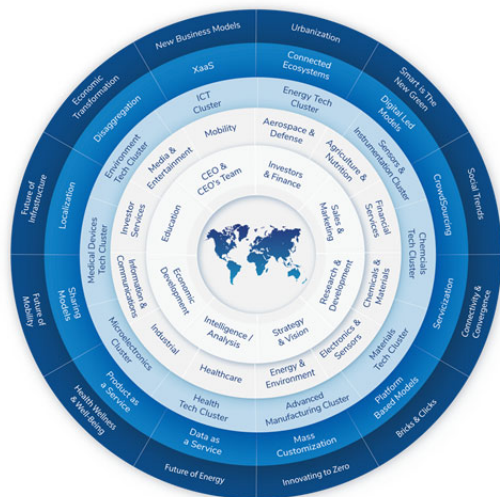 New Business Models
Urbanization
Smart is The
New Green
Social Trends
Connectivity &
Convergence
Bricks & Clicks
Innovating to Zero
Future of Energy
Health Wellness
& Well-Being
Future of
Mobility
Future of
Infrastructure
Economic
Transformation
XaaS
Connected
Ecosystems
Digital Led
Models
CrowdSourcing
Servirization
Platform
Based Models
Mass
Customization
Data as
a Service
Product as
a Service
Sharing
Models
Localization
Disaggregation
ICT
Cluster
Energy Tech
Cluster
Sensors &
Instrumentation Cluster
Chemcials
Tech Cluster
Materials
Tech Cluster
Advanced
Manufacturing Cluster
Health
Tech Cluster
Microelectronics
Cluster
Medical Devices
Tech Cluster
Environment
Tech Cluster
Mobility
Aerospace &
Defense
Agriculture &
Nutrition
Financial
Services
Chemicals &
Materials
Electronics &
Sensors
Energy &
Environment
Healthcare
Industrial
Information &
Communications
Investor
Services
Media &
Entertainment
CEO &
CEO's Team
Investors
& Finance
Sales &
Marketing
Research &
Development
Strategy
& Vision
Intelligence /
Analysis
Economic
Development
Education